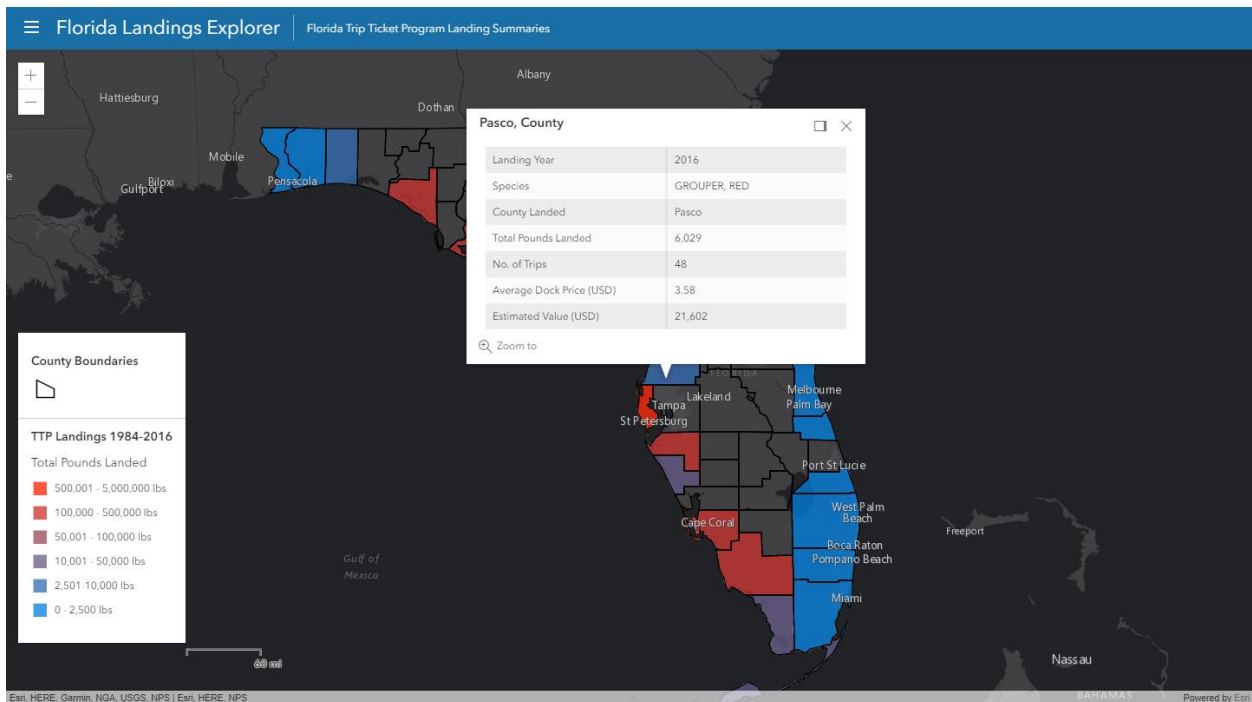 Florida Landings Explorer
Florida Trip Ticket Program Landing Summaries
Albany
Hattiesburg
Dothan
Mobile
Biloxi
Gulfport
Pensacola
Pasco, County
Landing Year 2016
Species GROUPER, RED
County Landed Pasco
Total Pounds Landed 6,029
No. of Trips 48
Average Dock Price (USD) 3.58
Estimated Value (USD) 21,602
Zoom to
County Boundaries
TTP Landings 1984-2016
Total Pounds Landed
500,001 - 5,000,000 lbs
100,000 - 500,000 lbs
50,001 - 100,000 lbs
10,001 - 50,000 lbs
2,501-10,000 lbs
0 - 2,500 lbs
FLORIDA
Melbourne
Palm Bay
Lakeland
Tampa
St Petersburg
Port St Lucie
West Palm
Beach
Cape Coral
Freeport
Boca Raton
Pompano Beach
Gulf of
Mexico
Miami
Nassau
BAHAMAS
60 mi
Esri, HERE, Garmin, NGA, USGS, NPS | Esri, HERE, NPS
Powered by Esri